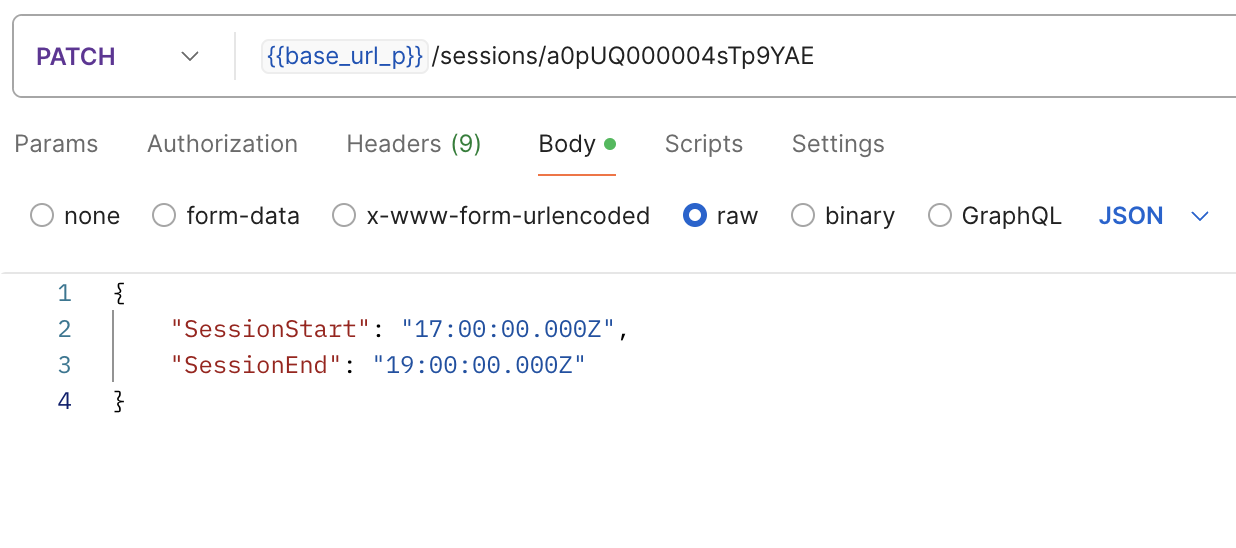 PATCH {{base_url_p}}/sessions/a0pUQ000004sTp9YAE
Params Authorization Headers (9) Body Scripts Settings
none form-data x-www-form-urlencoded raw binary GraphQL JSON
1 {
2 "SessionStart": "17:00:00.000Z",
3 "SessionEnd": "19:00:00.000Z"
4 }